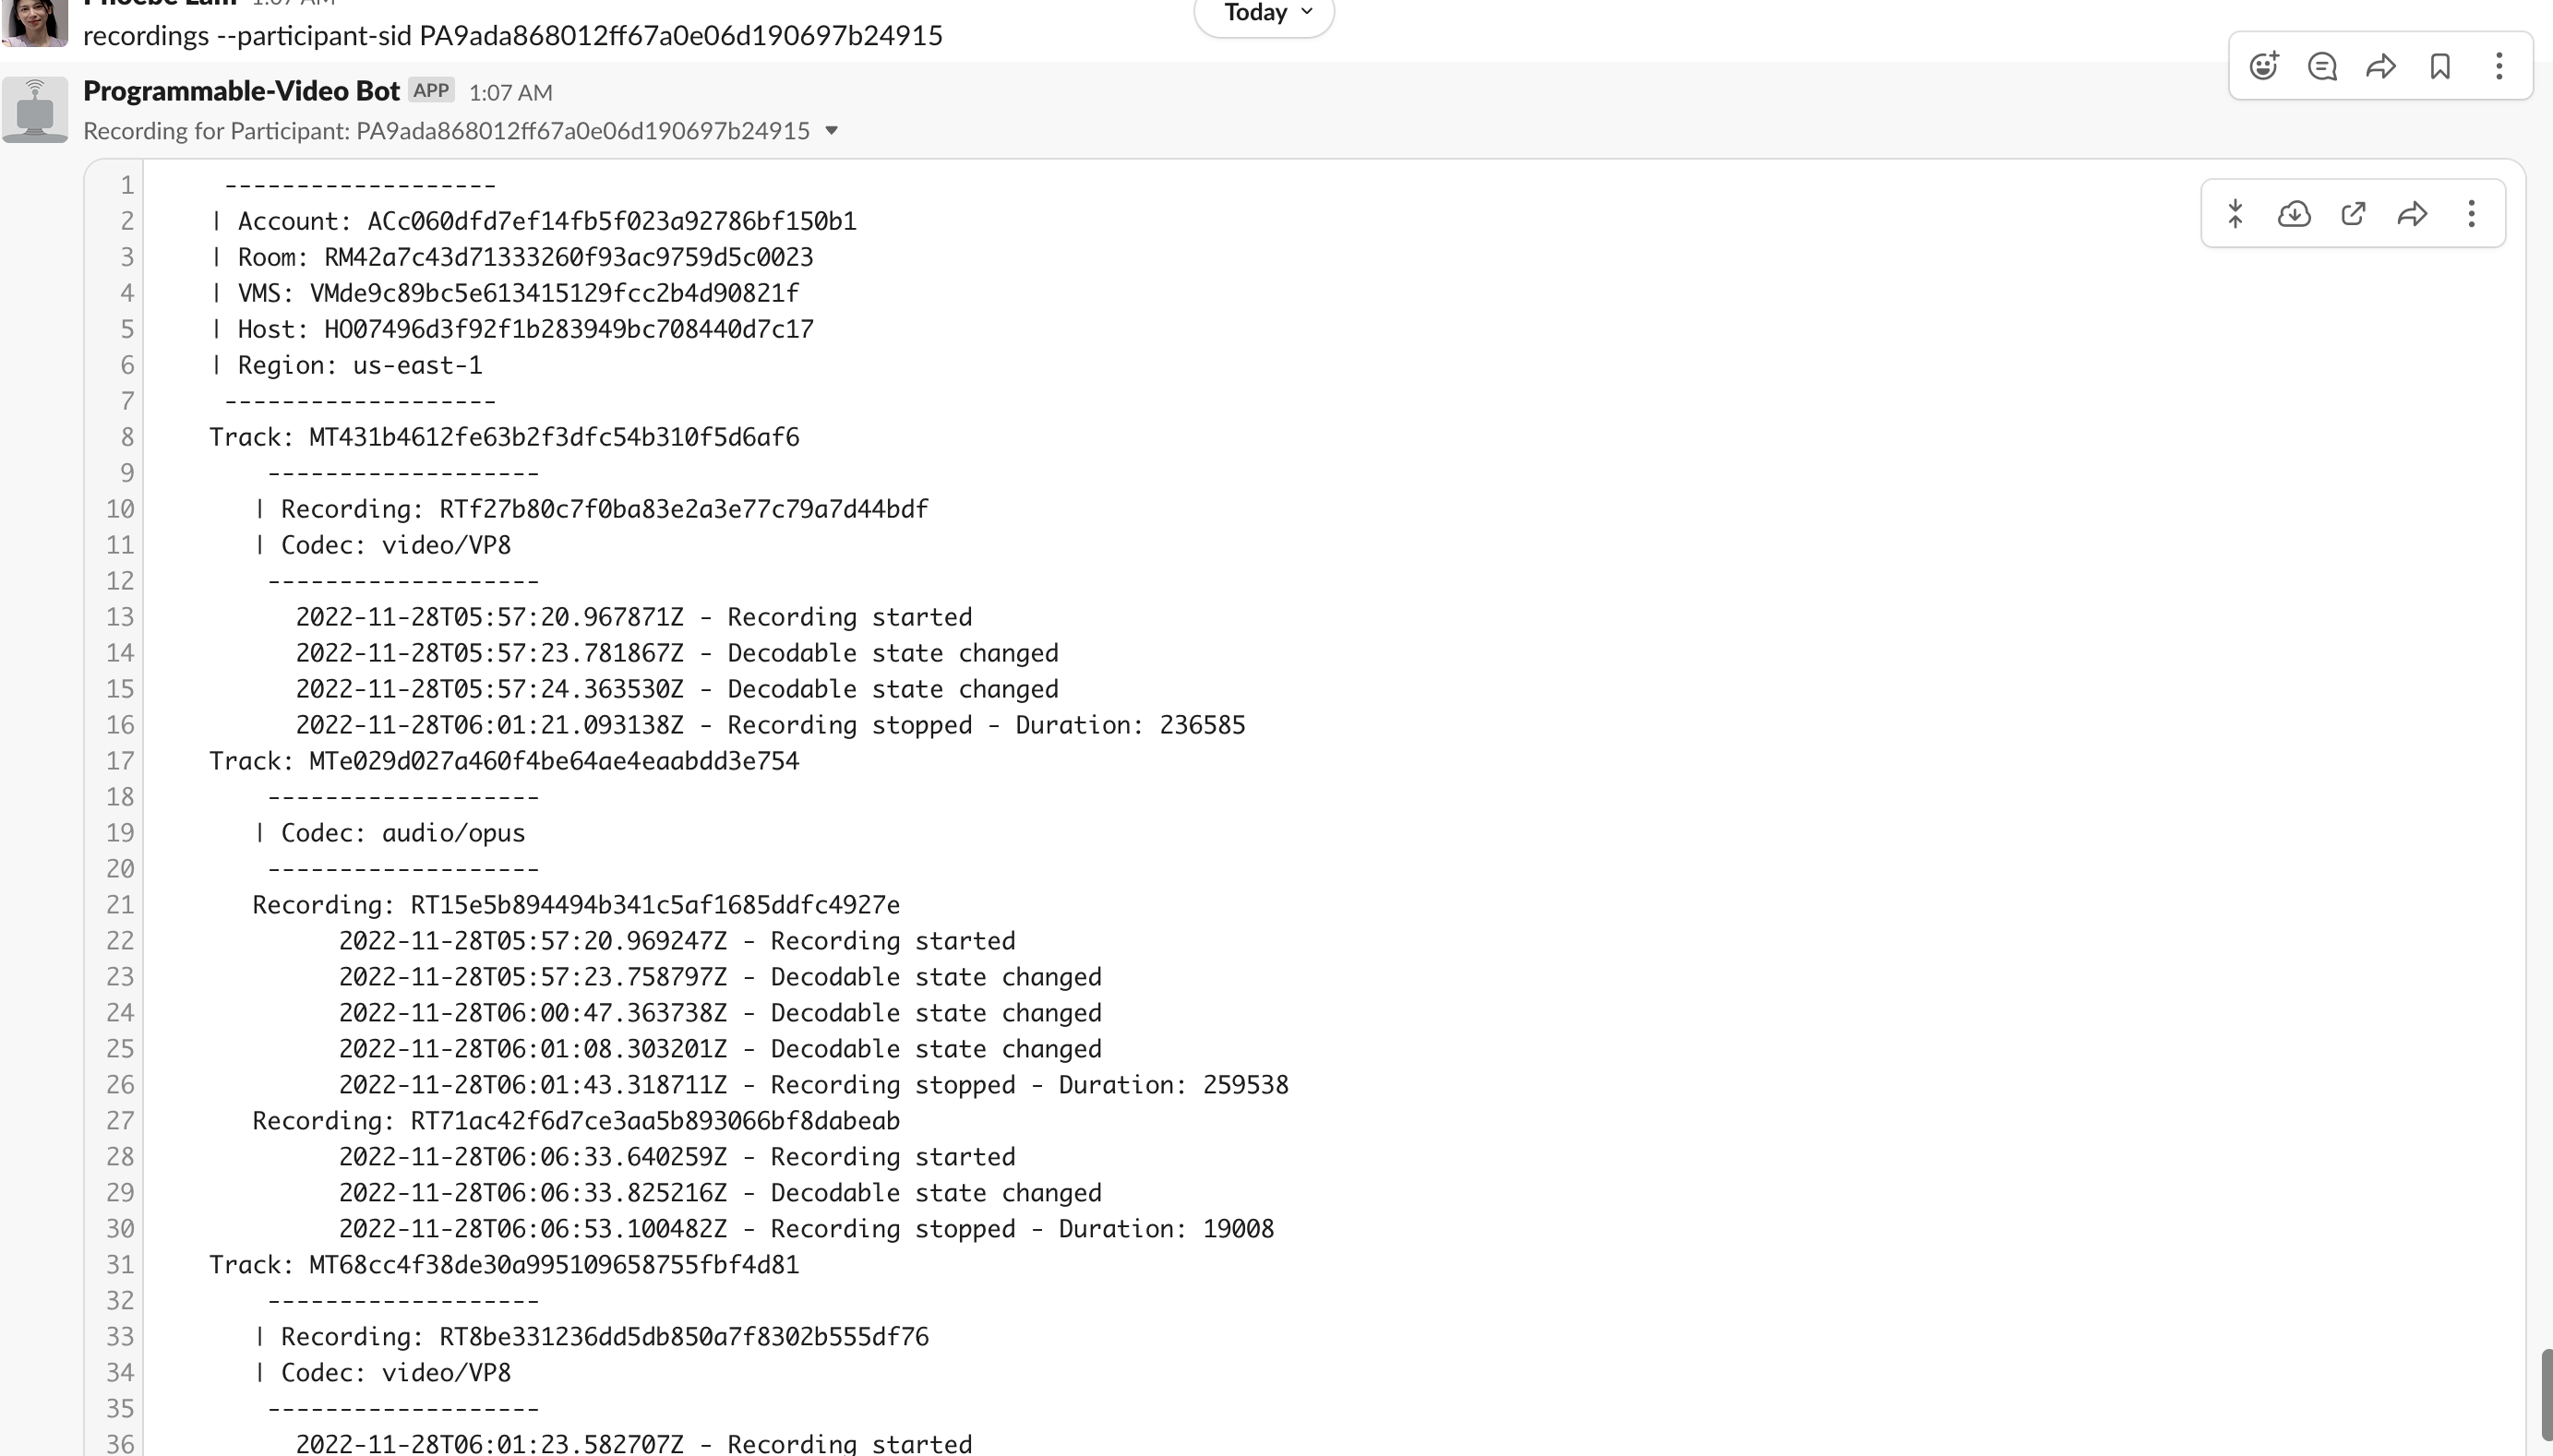 Phoebe Lam 1:07 AM
Today
recordings --participant-sid PA9ada868012ff67a0e06d190697b24915
Programmable-Video Bot APP 1:07 AM
Recording for Participant: PA9ada868012ff67a0e06d190697b24915
1 -------------------
2 | Account: ACc060dfd7ef14fb5f023a92786bf150b1
3 | Room: RM42a7c43d71333260f93ac9759d5c0023
4 | VMS: VMde9c89bc5e613415129fcc2b4d90821f
5 | Host: HO07496d3f92f1b283949bc708440d7c17
6 | Region: us-east-1
7 -------------------
8 Track: MT431b4612fe63b2f3dfc54b310f5d6af6
9 -------------------
10 | Recording: RTf27b80c7f0ba83e2a3e77c79a7d44bdf
11 | Codec: video/VP8
12 -------------------
13 2022-11-28T05:57:20.967871Z - Recording started
14 2022-11-28T05:57:23.781867Z - Decodable state changed
15 2022-11-28T05:57:24.363530Z - Decodable state changed
16 2022-11-28T06:01:21.093138Z - Recording stopped - Duration: 236585
17 Track: MTe029d027a460f4be64ae4eaabdd3e754
18 -------------------
19 | Codec: audio/opus
20 -------------------
21 Recording: RT15e5b894494b341c5af1685ddfc4927e
22 2022-11-28T05:57:20.969247Z - Recording started
23 2022-11-28T05:57:23.758797Z - Decodable state changed
24 2022-11-28T06:00:47.363738Z - Decodable state changed
25 2022-11-28T06:01:08.303201Z - Decodable state changed
26 2022-11-28T06:01:43.318711Z - Recording stopped - Duration: 259538
27 Recording: RT71ac42f6d7ce3aa5b893066bf8dabeab
28 2022-11-28T06:06:33.640259Z - Recording started
29 2022-11-28T06:06:33.825216Z - Decodable state changed
30 2022-11-28T06:06:53.100482Z - Recording stopped - Duration: 19008
31 Track: MT68cc4f38de30a995109658755fbf4d81
32 -------------------
33 | Recording: RT8be331236dd5db850a7f8302b555df76
34 | Codec: video/VP8
35 -------------------
36 2022-11-28T06:01:23.582707Z - Recording started